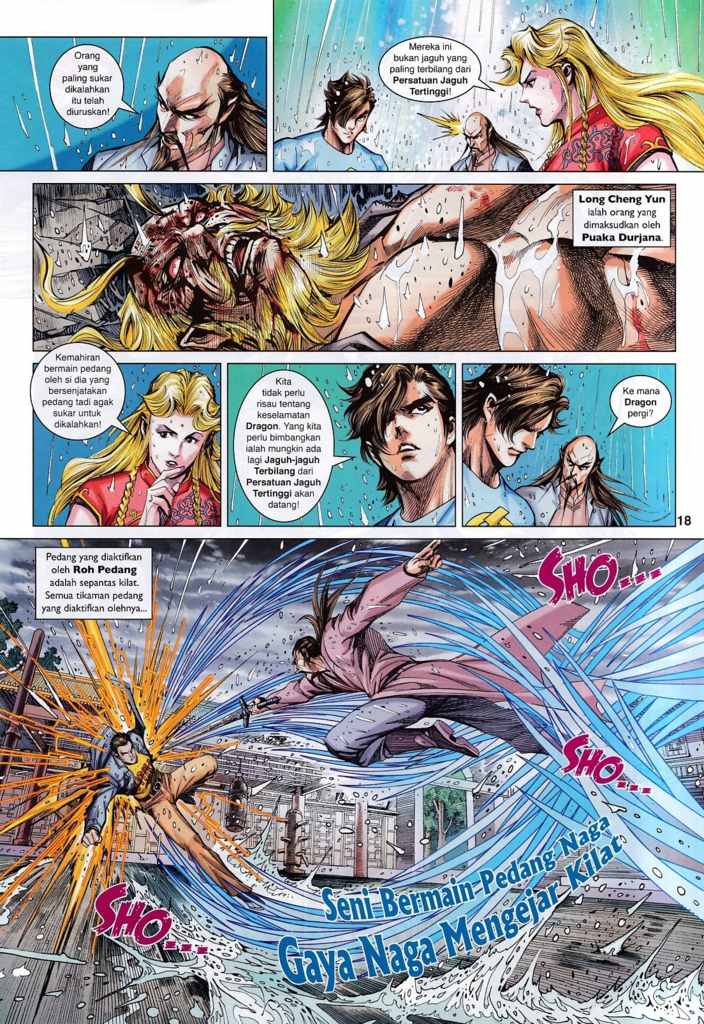 Orang
yang
paling sukar
dikalahkan
itu telah
diuruskan!
Mereka ini
bukan jaguh yang
paling terbilang dari
Persatuan Jaguh
Tertinggi!
Long Cheng Yun
ialah orang yang
dimaksudkan oleh
Puaka Durjana.
Kemahiran
bermain pedang
oleh si dia yang
bersenjatakan
pedang tadi agak
sukar untuk
dikalahkan!
Kita
tidak perlu
risau tentang
keselamatan
Dragon. Yang kita
perlu bimbangkan
ialah mungkin ada
lagi Jaguh-jaguh
Terbilang dari
Persatuan Jaguh
Tertinggi akan
datang!
Ke mana
Dragon
pergi?
18
Pedang yang diaktifkan
oleh Roh Pedang
adalah sepantas kilat.
Semua tikaman pedang
yang diaktifkan olehnya...
SHO...
SHO...
SHO...
Seni Bermain Pedang Naga
Gaya Naga Mengejar Kilat